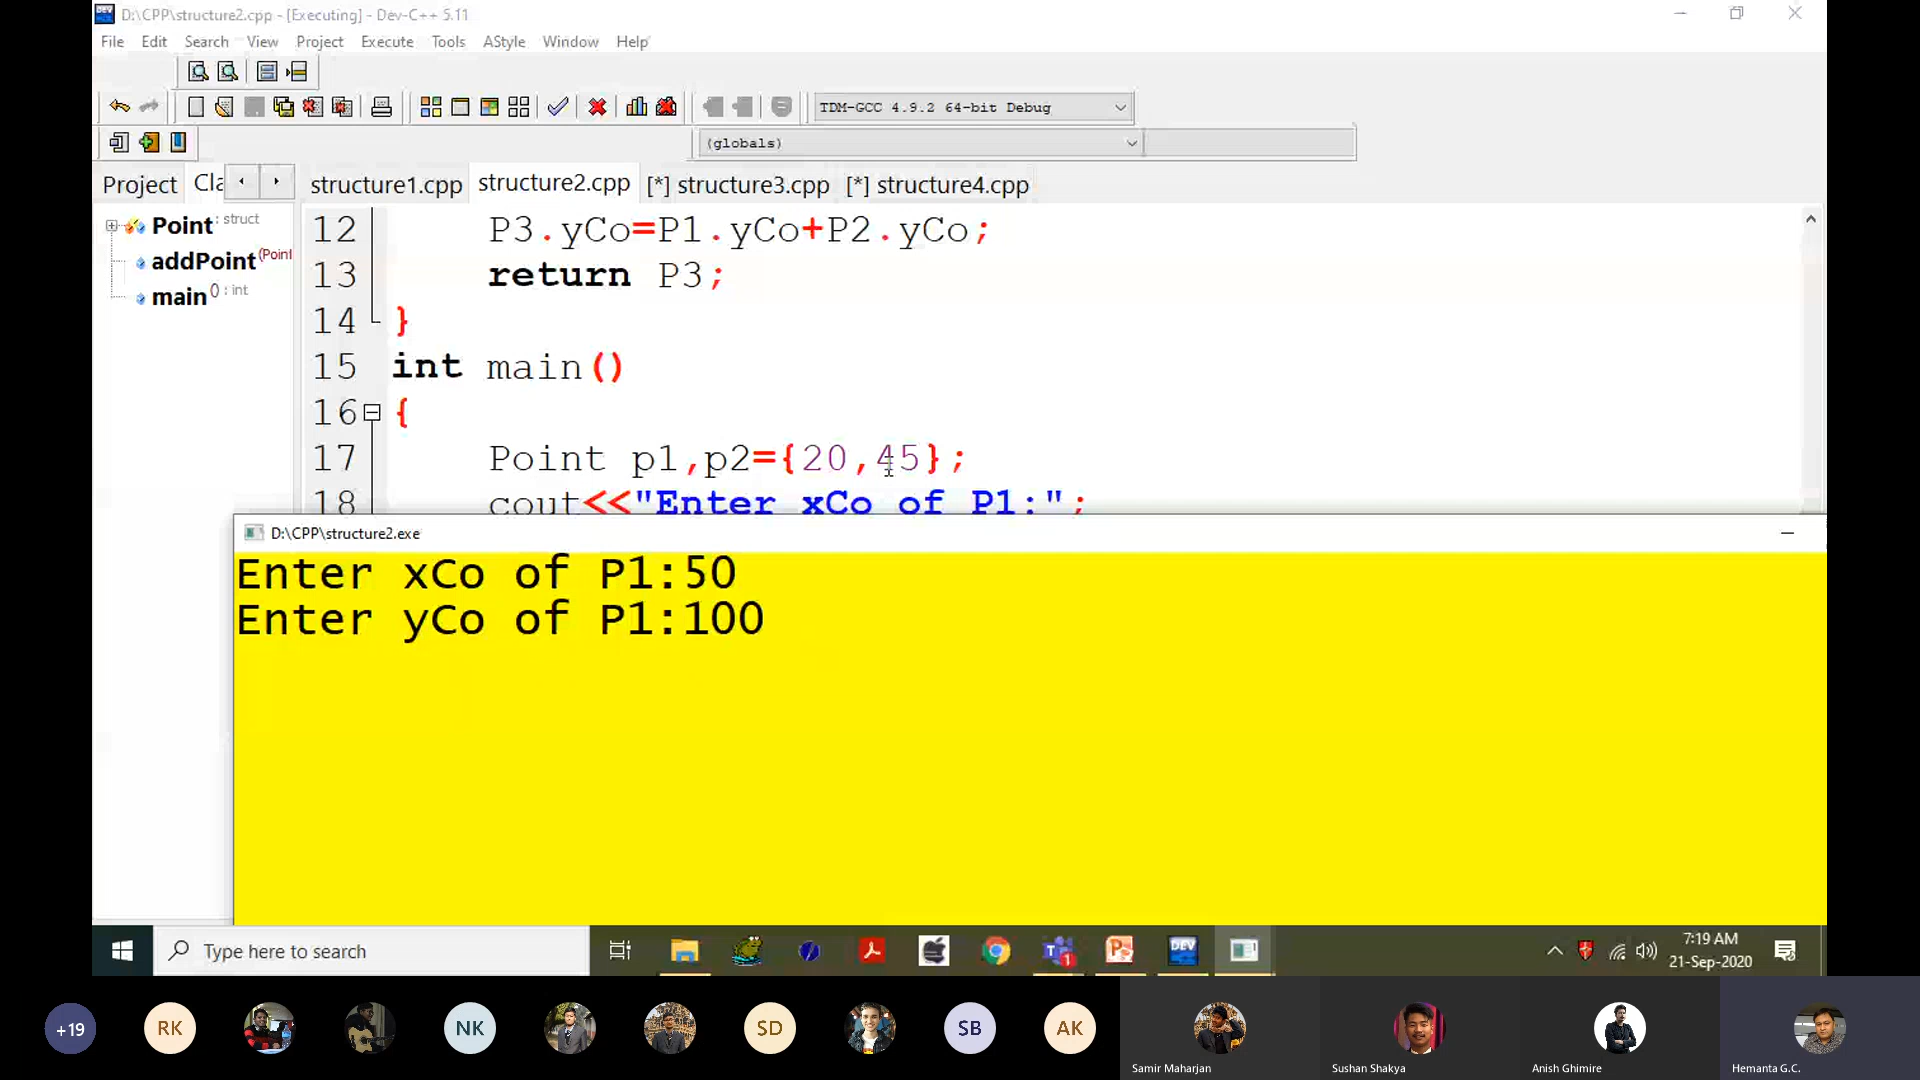 D:\CPP\structure2.cpp - [Executing] - Dev-C++ 5.11
File Edit Search View Project Execute Tools AStyle Window Help
TDM-GCC 4.9.2 64-bit Debug
(globals)
Project Cla structure1.cpp structure2.cpp [*] structure3.cpp [*] structure4.cpp
Point : struct
addPoint (Poin
main () : int
12 P3.yCo=P1.yCo+P2.yCo;
13 return P3;
14 }
15 int main()
16 {
17 Point p1,p2={20,45};
18 cout<<"Enter xCo of P1:";
D:\CPP\structure2.exe
Enter xCo of P1:50
Enter yCo of P1:100
Type here to search
DEV
1
7:19 AM
21-Sep-2020
+19 RK NK SD SB AK
Samir Maharjan Sushan Shakya Anish Ghimire Hemanta G.C.